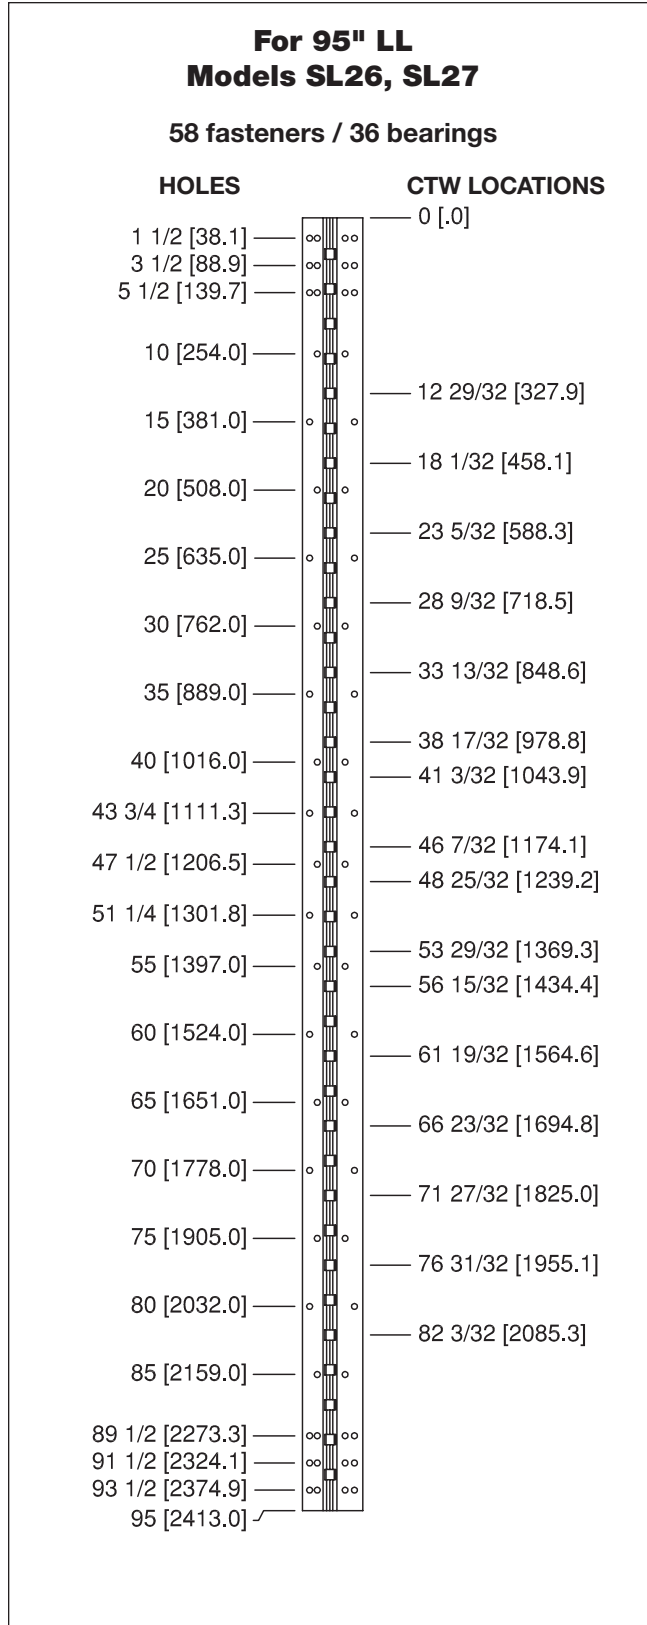 For 95" LL
Models SL26, SL27
58 fasteners / 36 bearings
HOLES
1 1/2 [38.1]
3 1/2 [88.9]
5 1/2 [139.7]
10 [254.0]
15 [381.0]
20 [508.0]
25 [635.0]
30 [762.0]
35 [889.0]
40 [1016.0]
43 3/4 [1111.3]
47 1/2 [1206.5]
51 1/4 [1301.8]
55 [1397.0]
60 [1524.0]
65 [1651.0]
70 [1778.0]
75 [1905.0]
80 [2032.0]
85 [2159.0]
89 1/2 [2273.3]
91 1/2 [2324.1]
93 1/2 [2374.9]
95 [2413.0]
CTW LOCATIONS
0 [.0]
12 29/32 [327.9]
18 1/32 [458.1]
23 5/32 [588.3]
28 9/32 [718.5]
33 13/32 [848.6]
38 17/32 [978.8]
41 3/32 [1043.9]
46 7/32 [1174.1]
48 25/32 [1239.2]
53 29/32 [1369.3]
56 15/32 [1434.4]
61 19/32 [1564.6]
66 23/32 [1694.8]
71 27/32 [1825.0]
76 31/32 [1955.1]
82 3/32 [2085.3]